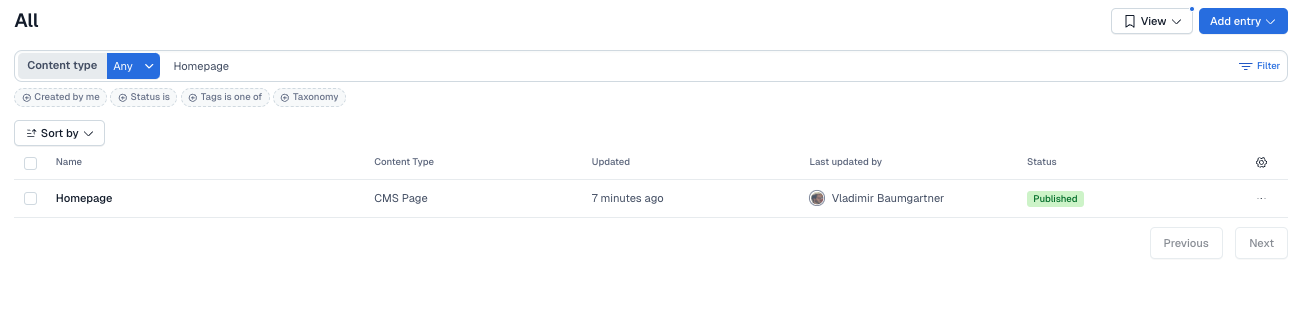 All
View
Add entry
Content type Any Homepage Filter
Created by me Status is Tags is one of Taxonomy
Sort by
Name Content Type Updated Last updated by Status
Homepage CMS Page 7 minutes ago Vladimir Baumgartner Published ...
Previous Next